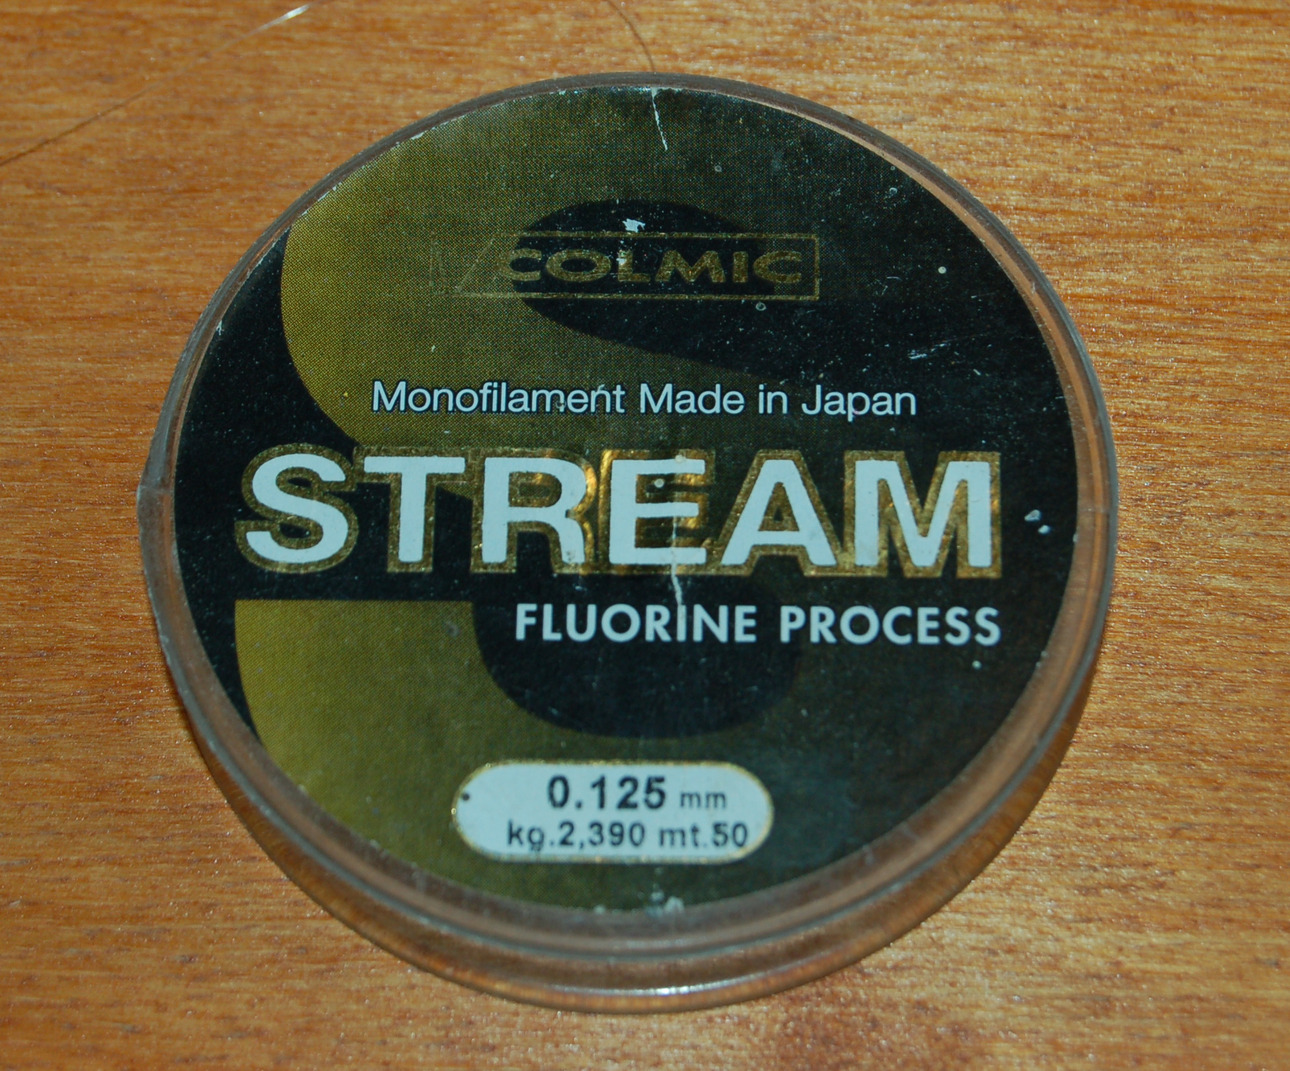 COLMIC
Monofilament Made in Japan
STREAM
FLUORINE PROCESS
0.125 mm
kg.2,390 mt.50